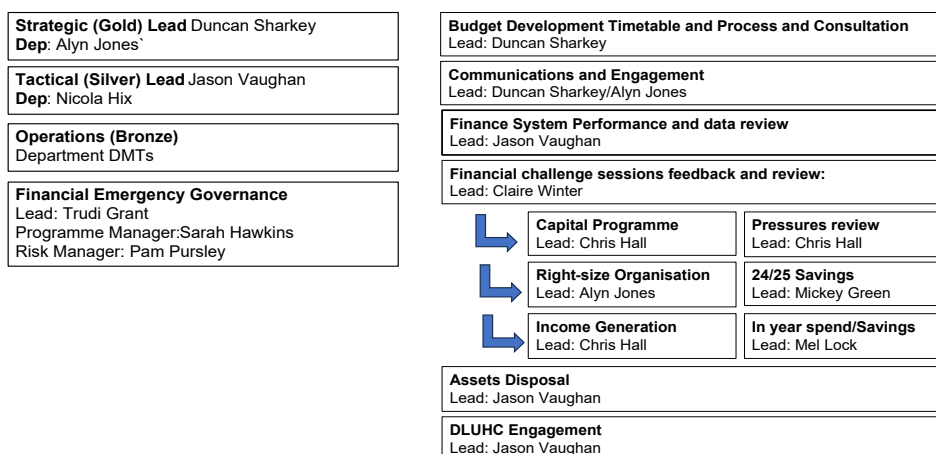 Strategic (Gold) Lead Duncan Sharkey
Dep: Alyn Jones`
Tactical (Silver) Lead Jason Vaughan
Dep: Nicola Hix
Operations (Bronze)
Department DMTs
Financial Emergency Governance
Lead: Trudi Grant
Programme Manager:Sarah Hawkins
Risk Manager: Pam Pursley
Budget Development Timetable and Process and Consultation
Lead: Duncan Sharkey
Communications and Engagement
Lead: Duncan Sharkey/Alyn Jones
Finance System Performance and data review
Lead: Jason Vaughan
Financial challenge sessions feedback and review:
Lead: Claire Winter
Capital Programme
Lead: Chris Hall
Pressures review
Lead: Chris Hall
Right-size Organisation
Lead: Alyn Jones
24/25 Savings
Lead: Mickey Green
Income Generation
Lead: Chris Hall
In year spend/Savings
Lead: Mel Lock
Assets Disposal
Lead: Jason Vaughan
DLUHC Engagement
Lead: Jason Vaughan